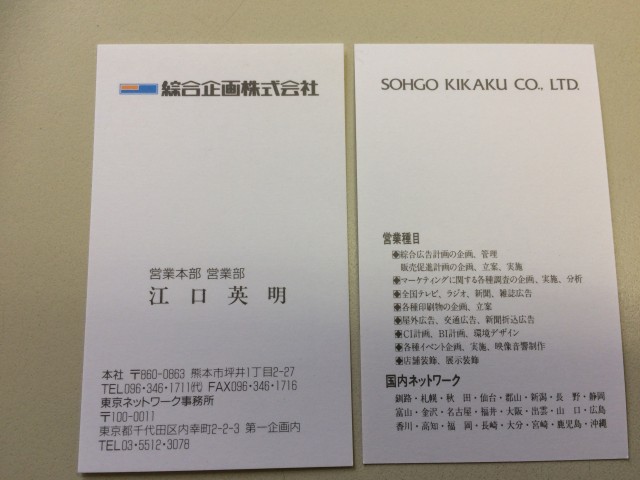 綜合企画株式会社
営業本部 営業部
江口英明
本社 〒860-0863 熊本市坪井1丁目2-27
TEL096・346・1711㈹ FAX096・346・1716
東京ネットワーク事務所
〒100-0011
東京都千代田区内幸町2-2-3 第一企画内
TEL03・5512・3078
SOHGO KIKAKU CO., LTD.
営業種目
綜合広告計画の企画、管理
販売促進計画の企画、立案、実施
マーケティングに関する各種調査の企画、実施、分析
全国テレビ、ラジオ、新聞、雑誌広告
各種印刷物の企画、立案
屋外広告、交通広告、新聞折込広告
CI計画、BI計画、環境デザイン
各種イベント企画、実施、映像音響制作
店舗装飾、展示装飾
国内ネットワーク
釧路・札幌・秋田・仙台・郡山・新潟・長野・静岡
富山・金沢・名古屋・福井・大阪・出雲・山口・広島
香川・高知・福岡・長崎・大分・宮崎・鹿児島・沖縄